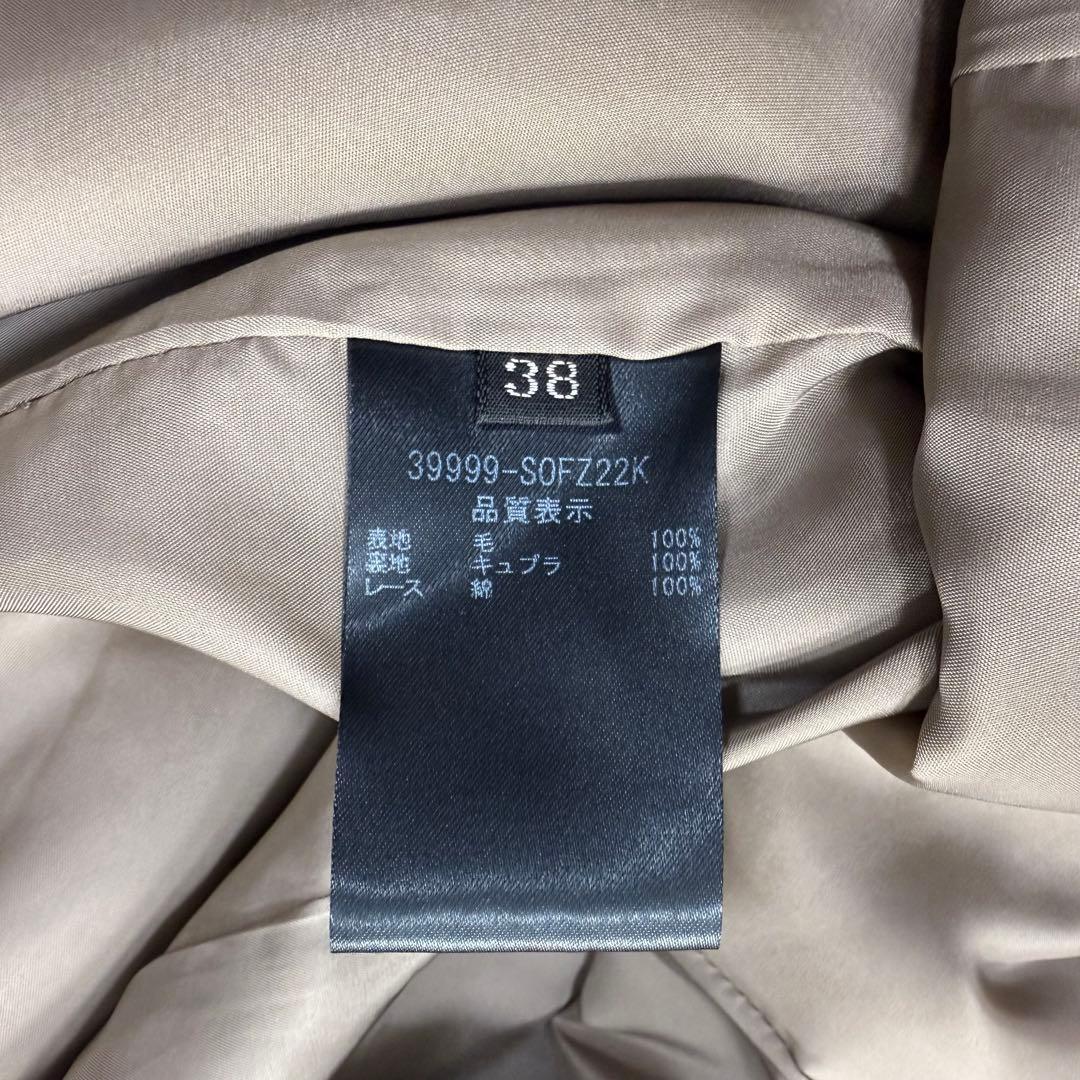 38
39999-S0FZ22K
品質表示
表地 毛 100%
裏地 キュプラ 100%
レース 綿 100%